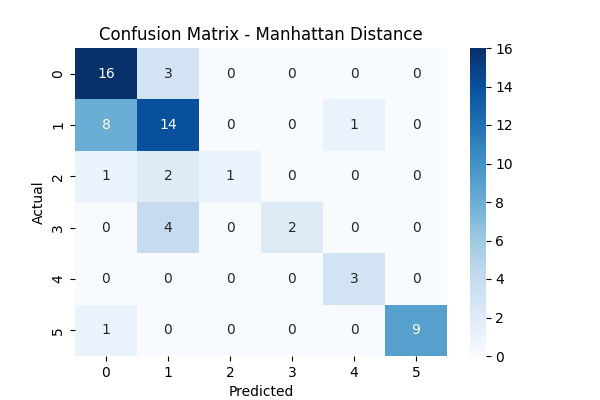 Confusion Matrix - Manhattan Distance
0 16 3 0 0 0 0
1 8 14 0 0 1 0
2 1 2 1 0 0 0
3 0 4 0 2 0 0
4 0 0 0 0 3 0
5 1 0 0 0 0 9
0 1 2 3 4 5
Predicted
Actual
16
14
12
10
8
6
4
2
0